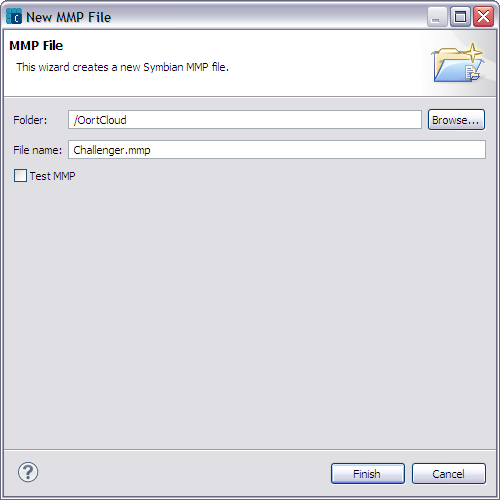 New MMP File
MMP File
This wizard creates a new Symbian MMP file.
Folder: /OortCloud Browse...
File name: Challenger.mmp
Test MMP
? Finish Cancel